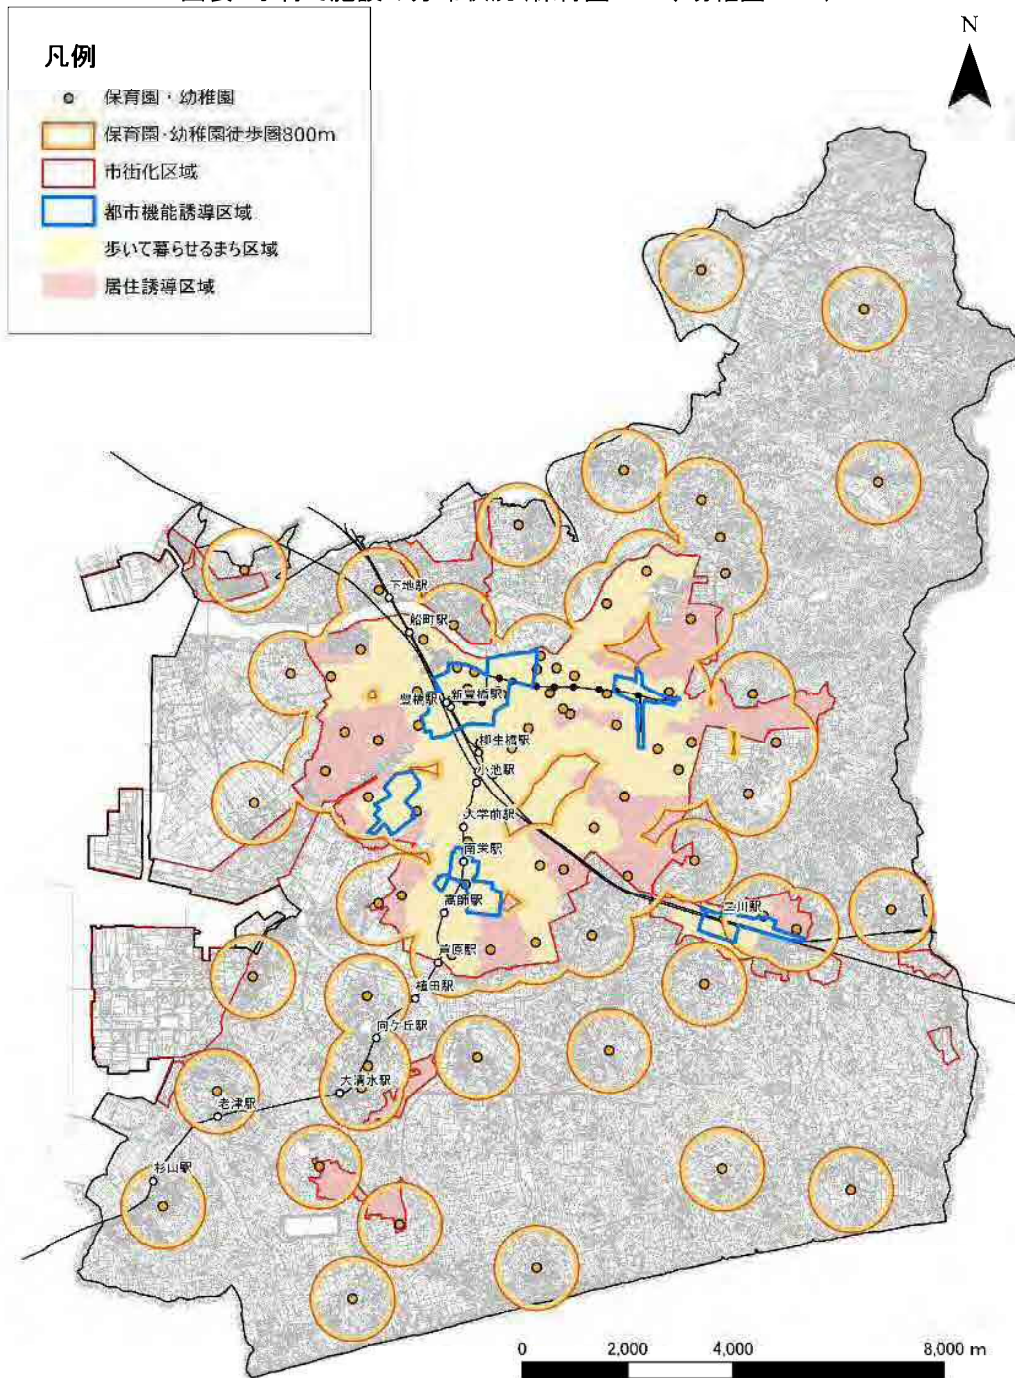 N
凡例
保育園・幼稚園
保育園・幼稚園徒歩圏800m
市街化区域
都市機能誘導区域
歩いて暮らせるまち区域
居住誘導区域
下地駅
船町駅
豊橋駅
新豊橋駅
柳生橋駅
小池駅
大学前駅
南栄駅
高師駅
芦原駅
植田駅
向ケ丘駅
大清水駅
老津駅
杉山駅
二川駅
0 2,000 4,000 8,000 m